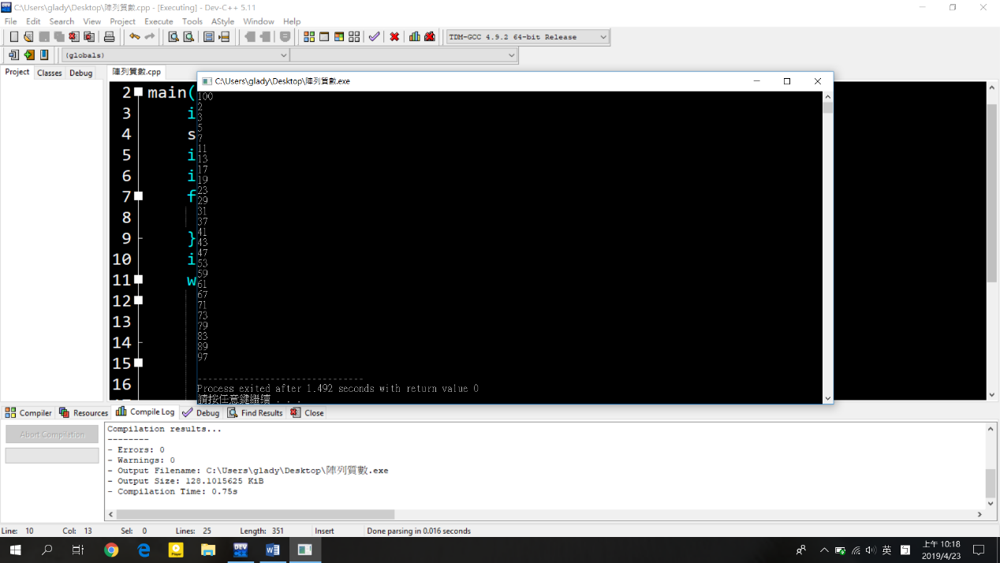 C:\Users\glady\Desktop\陣列質數.cpp - [Executing] - Dev-C++ 5.11
File Edit Search View Project Execute Tools AStyle Window Help
TDM-GCC 4.9.2 64-bit Release
(globals)
Project Classes Debug
陣列質數.cpp
C:\Users\glady\Desktop\陣列質數.exe
2 main(
3 i
4 s
5 i
6 i
7 f
8
9 }
10 i
11 w
12
13
14
15
16
100
2
3
5
7
11
13
17
19
23
29
31
37
41
43
47
53
59
61
67
71
73
79
83
89
97
--------------------------------
Process exited after 1.492 seconds with return value 0
請按任意鍵繼續 . . .
Compiler Resources Compile Log Debug Find Results Close
Abort Compilation
Compilation results...
--------
- Errors: 0
- Warnings: 0
- Output Filename: C:\Users\glady\Desktop\陣列質數.exe
- Output Size: 128.1015625 KiB
- Compilation Time: 0.75s
Line: 10 Col: 13 Sel: 0 Lines: 25 Length: 351 Insert Done parsing in 0.016 seconds
英
上午 10:18
2019/4/23